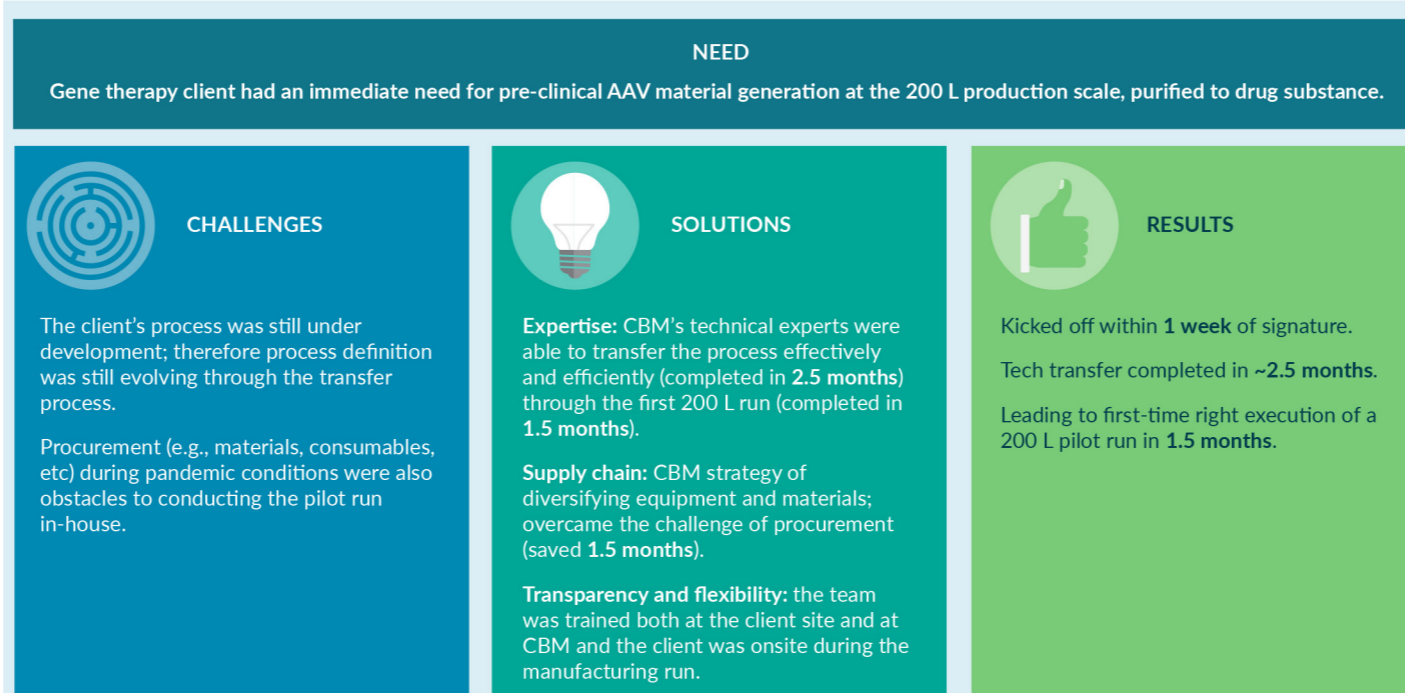 NEED
Gene therapy client had an immediate need for pre-clinical AAV material generation at the 200 L production scale, purified to drug substance.
CHALLENGES
The client's process was still under
development; therefore process definition
was still evolving through the transfer
process.
Procurement (e.g., materials, consumables,
etc) during pandemic conditions were also
obstacles to conducting the pilot run
in-house.
SOLUTIONS
Expertise: CBM's technical experts were
able to transfer the process effectively
and efficiently (completed in 2.5 months)
through the first 200 L run (completed in
1.5 months).
Supply chain: CBM strategy of
diversifying equipment and materials;
overcame the challenge of procurement
(saved 1.5 months).
Transparency and flexibility: the team
was trained both at the client site and at
CBM and the client was onsite during the
manufacturing run.
RESULTS
Kicked off within 1 week of signature.
Tech transfer completed in ~2.5 months.
Leading to first-time right execution of a
200 L pilot run in 1.5 months.